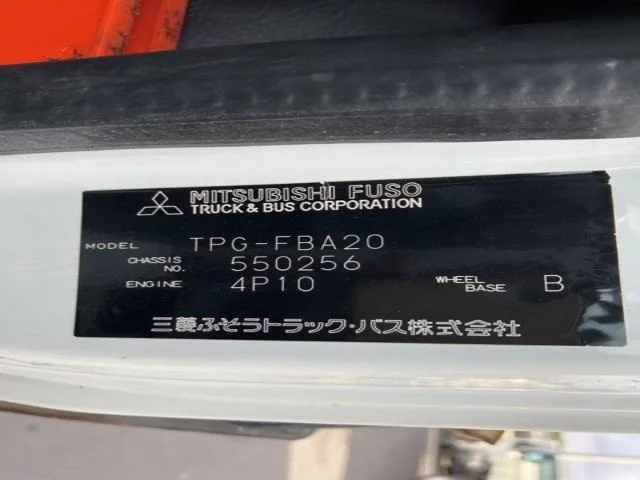 MITSUBISHI FUSO
TRUCK & BUS CORPORATION
MODEL TPG-FBA20
CHASSIS NO. 550256
ENGINE 4P10 WHEEL BASE B
三菱ふそうトラック・バス株式会社